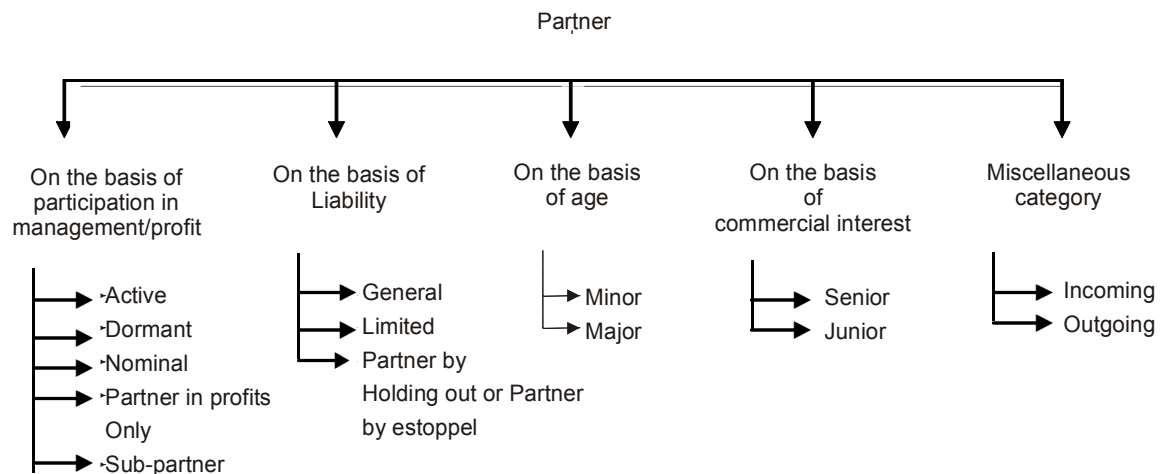 Partner
On the basis of
participation in
management/profit
Active
Dormant
Nominal
Partner in profits
Only
Sub-partner
On the basis of
Liability
General
Limited
Partner by
Holding out or Partner
by estoppel
On the basis
of age
Minor
Major
On the basis
of
commercial interest
Senior
Junior
Miscellaneous
category
Incoming
Outgoing